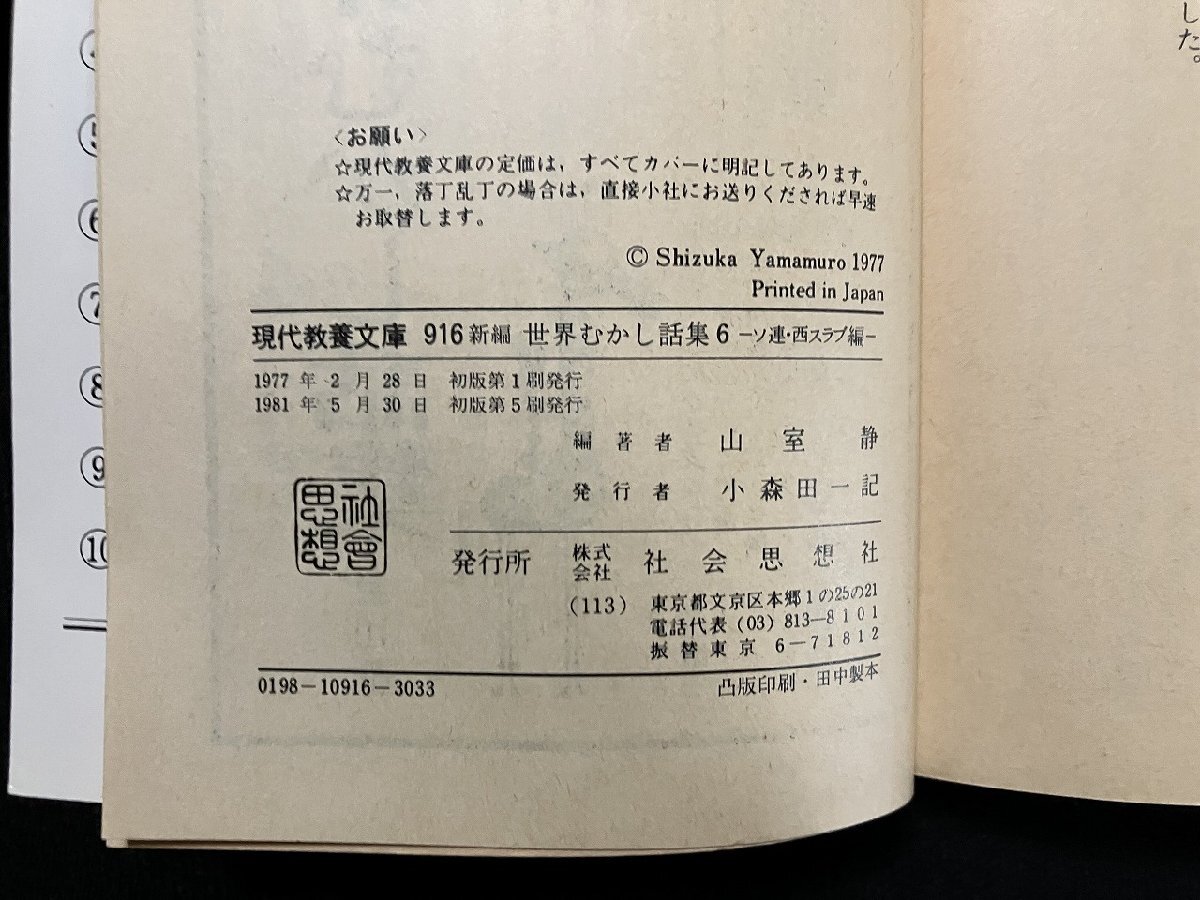 した。
④
⑤
⑥
⑦
⑧
⑨
⑩
〈お願い〉
☆現代教養文庫の定価は，すべてカバーに明記してあります。
☆万一，落丁乱丁の場合は，直接小社にお送りくだされば早速
お取替します。
© Shizuka Yamamuro 1977
Printed in Japan
現代教養文庫 916 新編 世界むかし話集6 ―ソ連・西スラブ編―
1977 年 2 月 28 日 初版第1刷発行
1981 年 5 月 30 日 初版第5刷発行
編著者 山室静
発行者 小森田一記
社會思想
発行所 株式会社 社会思想社
(113) 東京都文京区本郷1の25の21
電話代表 (03) 813―8101
振替東京 6―71812
0198-10916-3033
凸版印刷・田中製本